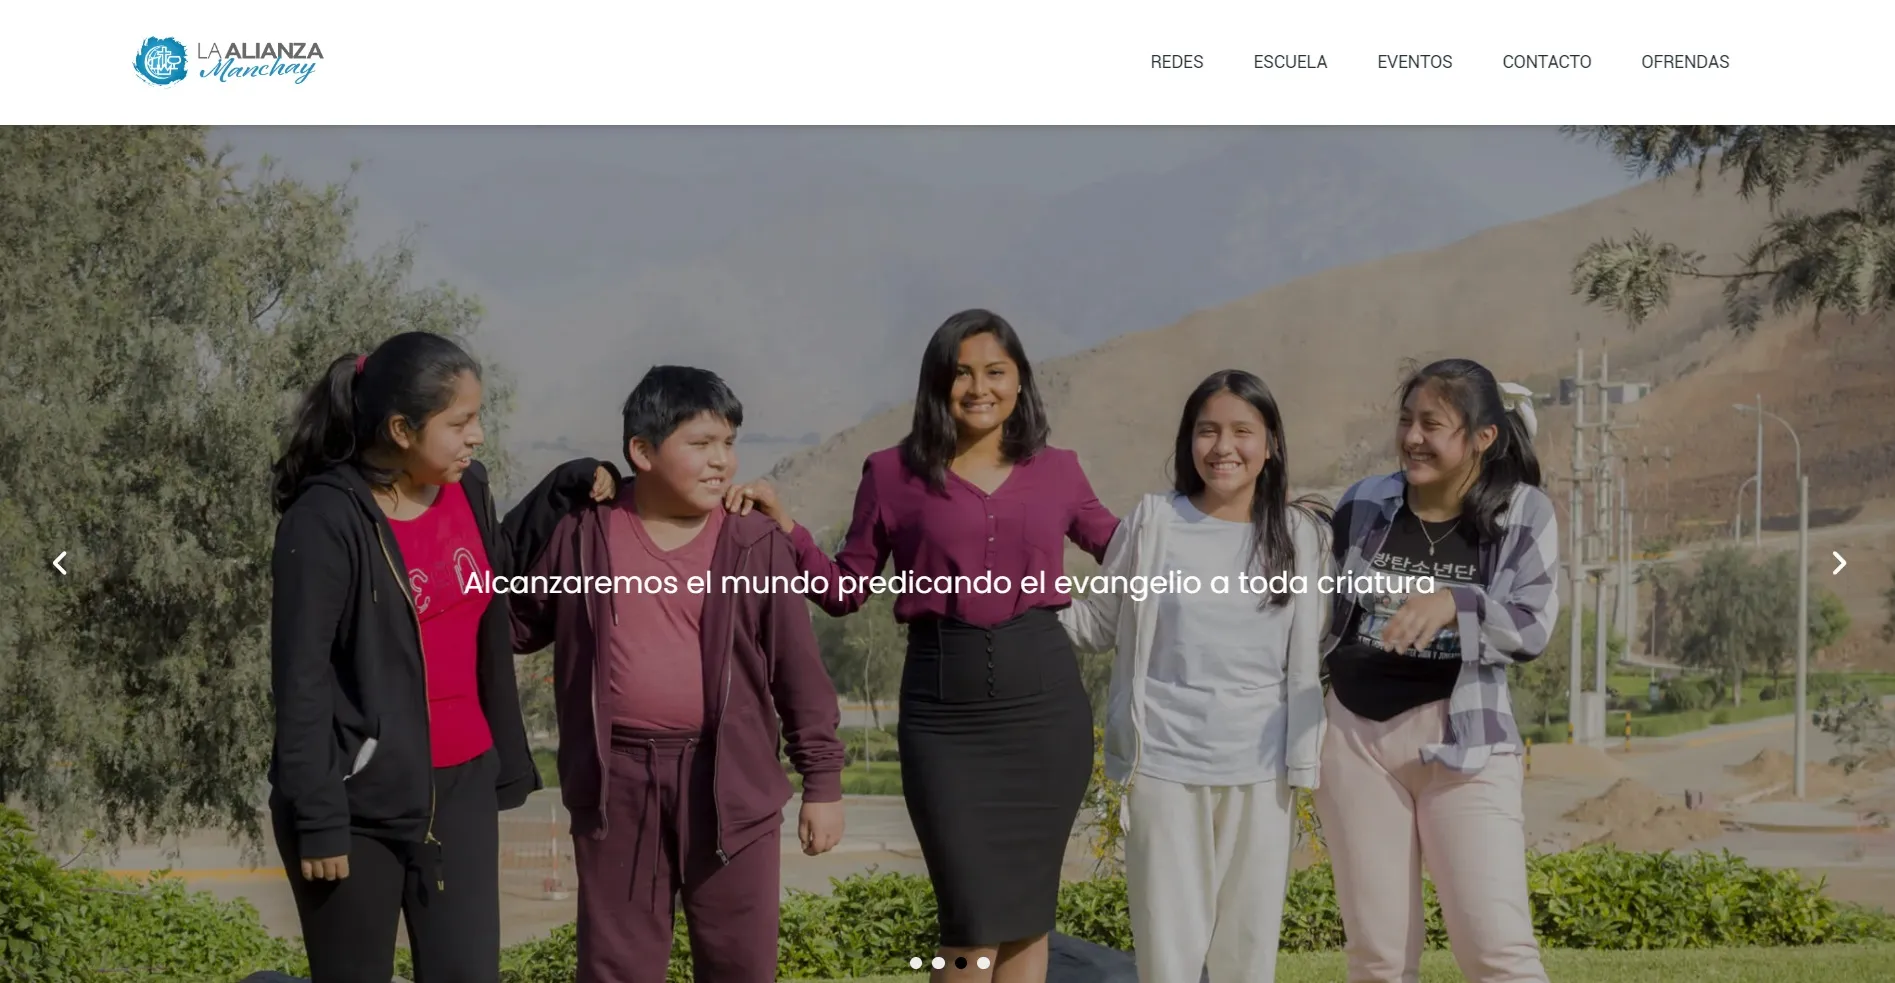 LA ALIANZA
Manchay
REDES
ESCUELA
EVENTOS
CONTACTO
OFRENDAS
Alcanzaremos el mundo predicando el evangelio a toda criatura
방탄소년단